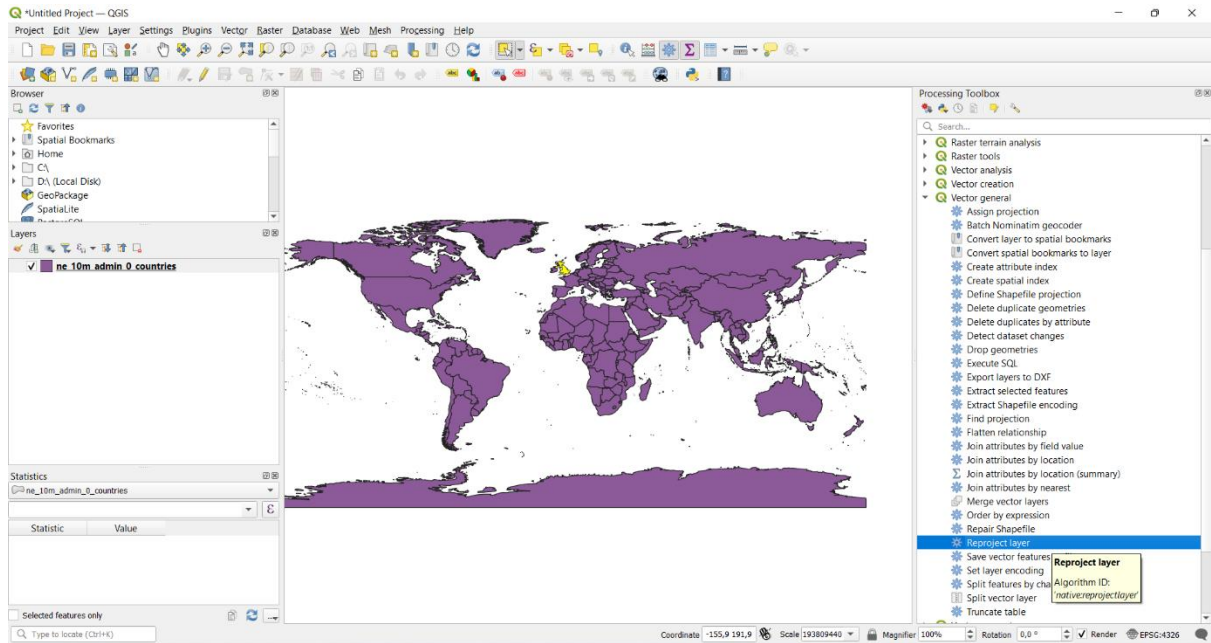 *Untitled Project — QGIS
Project Edit View Layer Settings Plugins Vector Raster Database Web Mesh Processing Help
Browser
Favorites
Spatial Bookmarks
Home
C:\
D:\ (Local Disk)
GeoPackage
SpatiaLite
Layers
ne_10m_admin_0_countries
Statistics
ne_10m_admin_0_countries
ε
Statistic Value
Selected features only
Processing Toolbox
Search...
Raster terrain analysis
Raster tools
Vector analysis
Vector creation
Vector general
Assign projection
Batch Nominatim geocoder
Convert layer to spatial bookmarks
Convert spatial bookmarks to layer
Create attribute index
Create spatial index
Define Shapefile projection
Delete duplicate geometries
Delete duplicates by attribute
Detect dataset changes
Drop geometries
Execute SQL
Export layers to DXF
Extract selected features
Extract Shapefile encoding
Find projection
Flatten relationship
Join attributes by field value
Join attributes by location
Join attributes by location (summary)
Join attributes by nearest
Merge vector layers
Order by expression
Repair Shapefile
Reproject layer
Save vector features
Set layer encoding
Split features by cha
Split vector layer
Truncate table
Reproject layer
Algorithm ID:
'native:reprojectlayer'
Type to locate (Ctrl+K)
Coordinate -155,9 191,9 Scale 193809440 Magnifier 100% Rotation 0,0 ° Render EPSG:4326